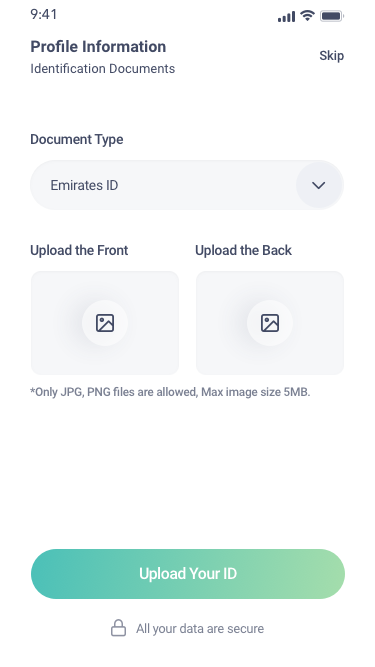 9:41
Profile Information
Identification Documents
Skip
Document Type
Emirates ID
Upload the Front
Upload the Back
*Only JPG, PNG files are allowed, Max image size 5MB.
Upload Your ID
All your data are secure